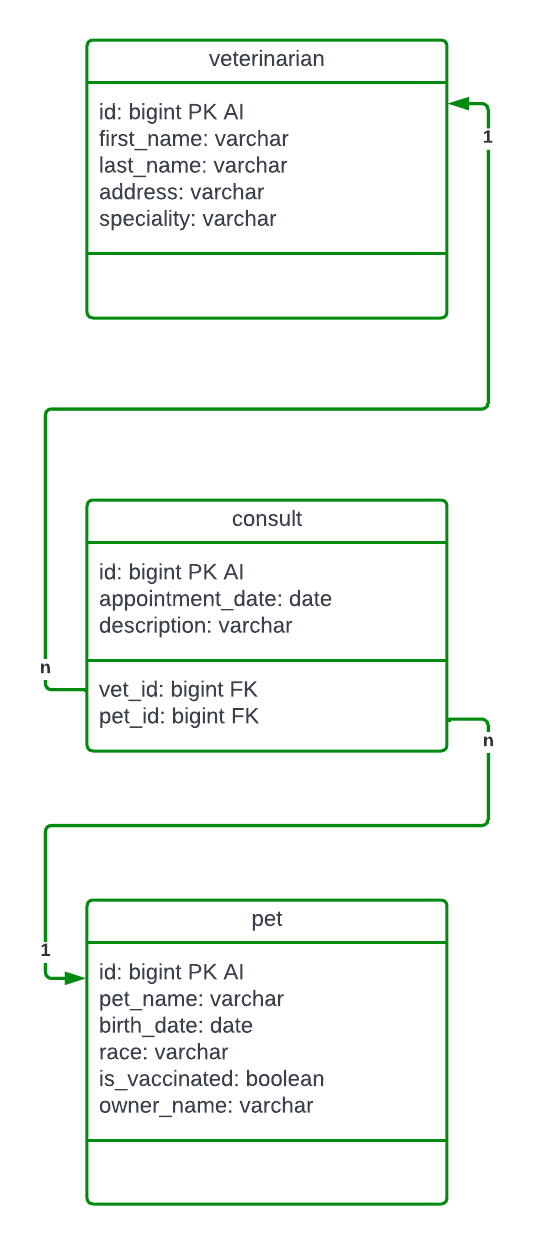 veterinarian
id: bigint PK AI
first_name: varchar
last_name: varchar
address: varchar
speciality: varchar
1
consult
id: bigint PK AI
appointment_date: date
description: varchar
n
vet_id: bigint FK
pet_id: bigint FK
n
pet
1
id: bigint PK AI
pet_name: varchar
birth_date: date
race: varchar
is_vaccinated: boolean
owner_name: varchar